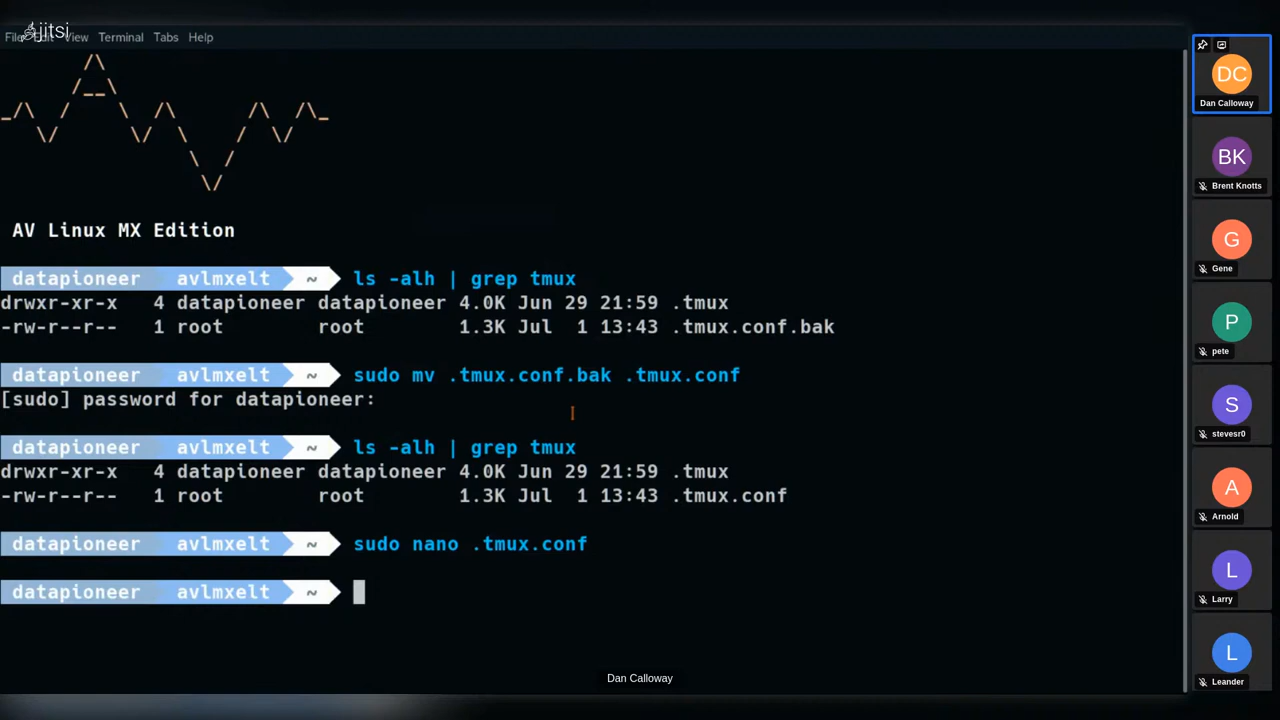 jitsi
File Edit View Terminal Tabs Help
/\
/__\
_/\ / \ /\ /\ /\_
\/ \/ \ / \/
\ /
\/
AV Linux MX Edition
datapioneer avlmxelt ~ ls -alh | grep tmux
drwxr-xr-x 4 datapioneer datapioneer 4.0K Jun 29 21:59 .tmux
-rw-r--r-- 1 root root 1.3K Jul 1 13:43 .tmux.conf.bak
datapioneer avlmxelt ~ sudo mv .tmux.conf.bak .tmux.conf
[sudo] password for datapioneer:
datapioneer avlmxelt ~ ls -alh | grep tmux
drwxr-xr-x 4 datapioneer datapioneer 4.0K Jun 29 21:59 .tmux
-rw-r--r-- 1 root root 1.3K Jul 1 13:43 .tmux.conf
datapioneer avlmxelt ~ sudo nano .tmux.conf
datapioneer avlmxelt ~
Dan Calloway
DC
Dan Calloway
BK
Brent Knotts
G
Gene
P
pete
S
stevesr0
A
Arnold
L
Larry
L
Leander